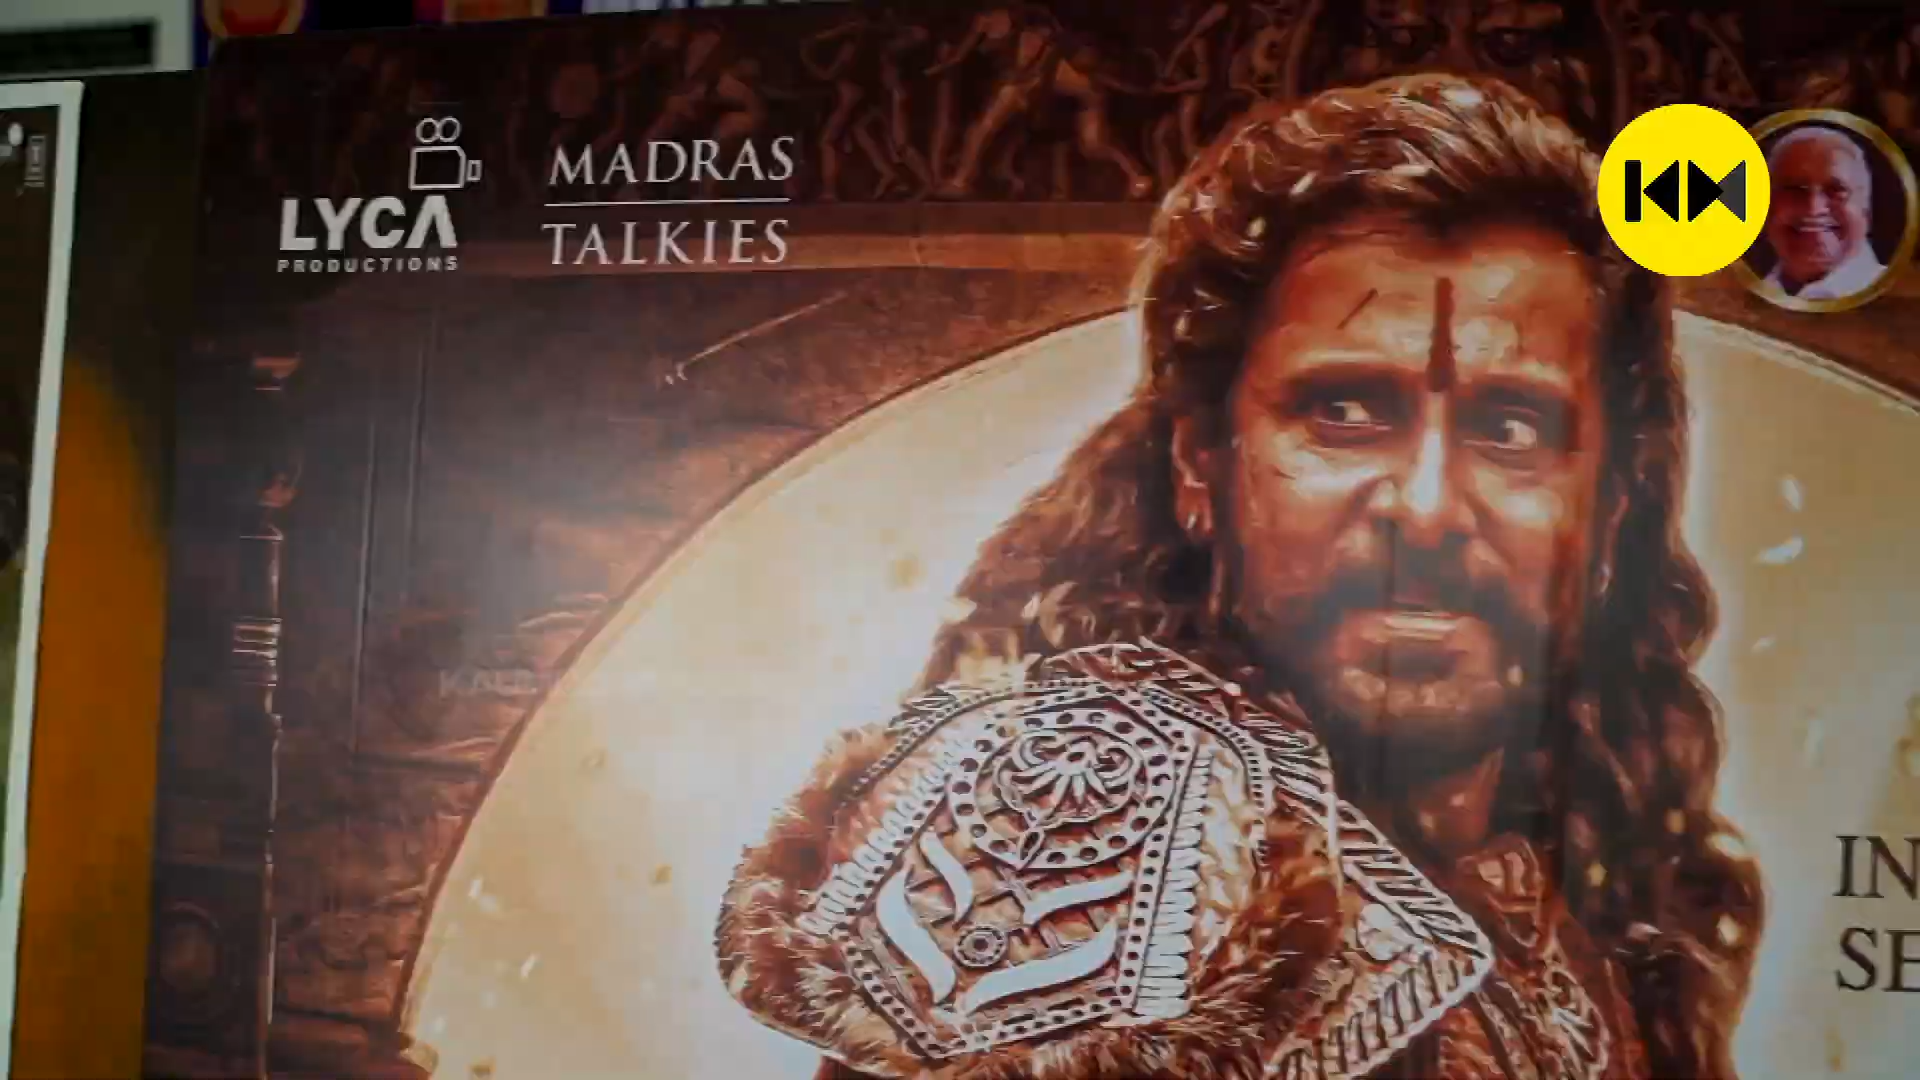 LYCA
PRODUCTIONS
MADRAS
TALKIES
IN
SE